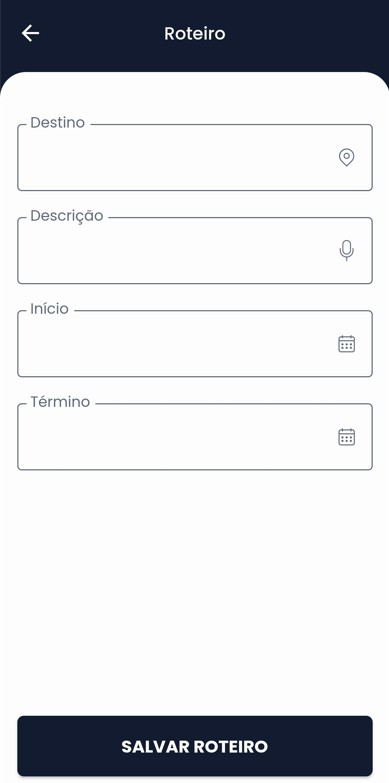 Roteiro
Destino
Descrição
Início
Término
SALVAR ROTEIRO